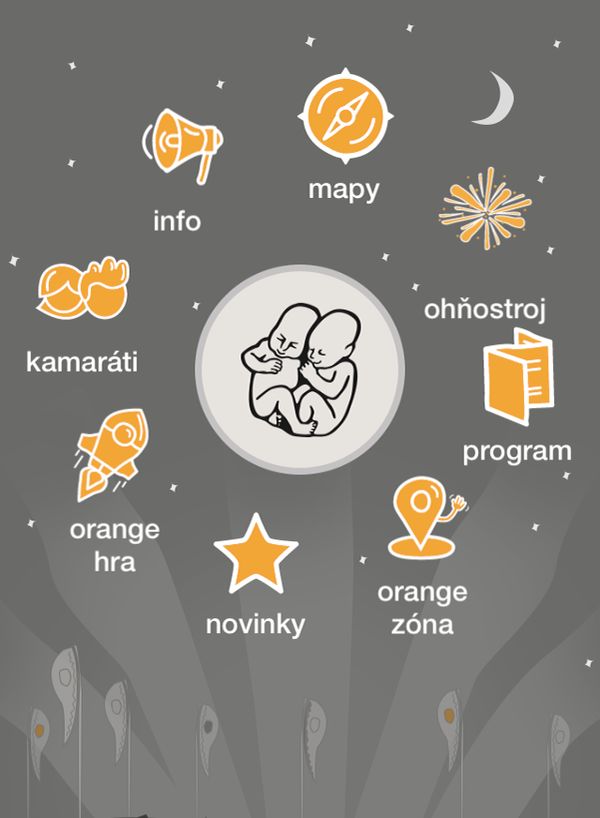 mapy
info
ohňostroj
kamaráti
program
orange
hra
orange
zóna
novinky